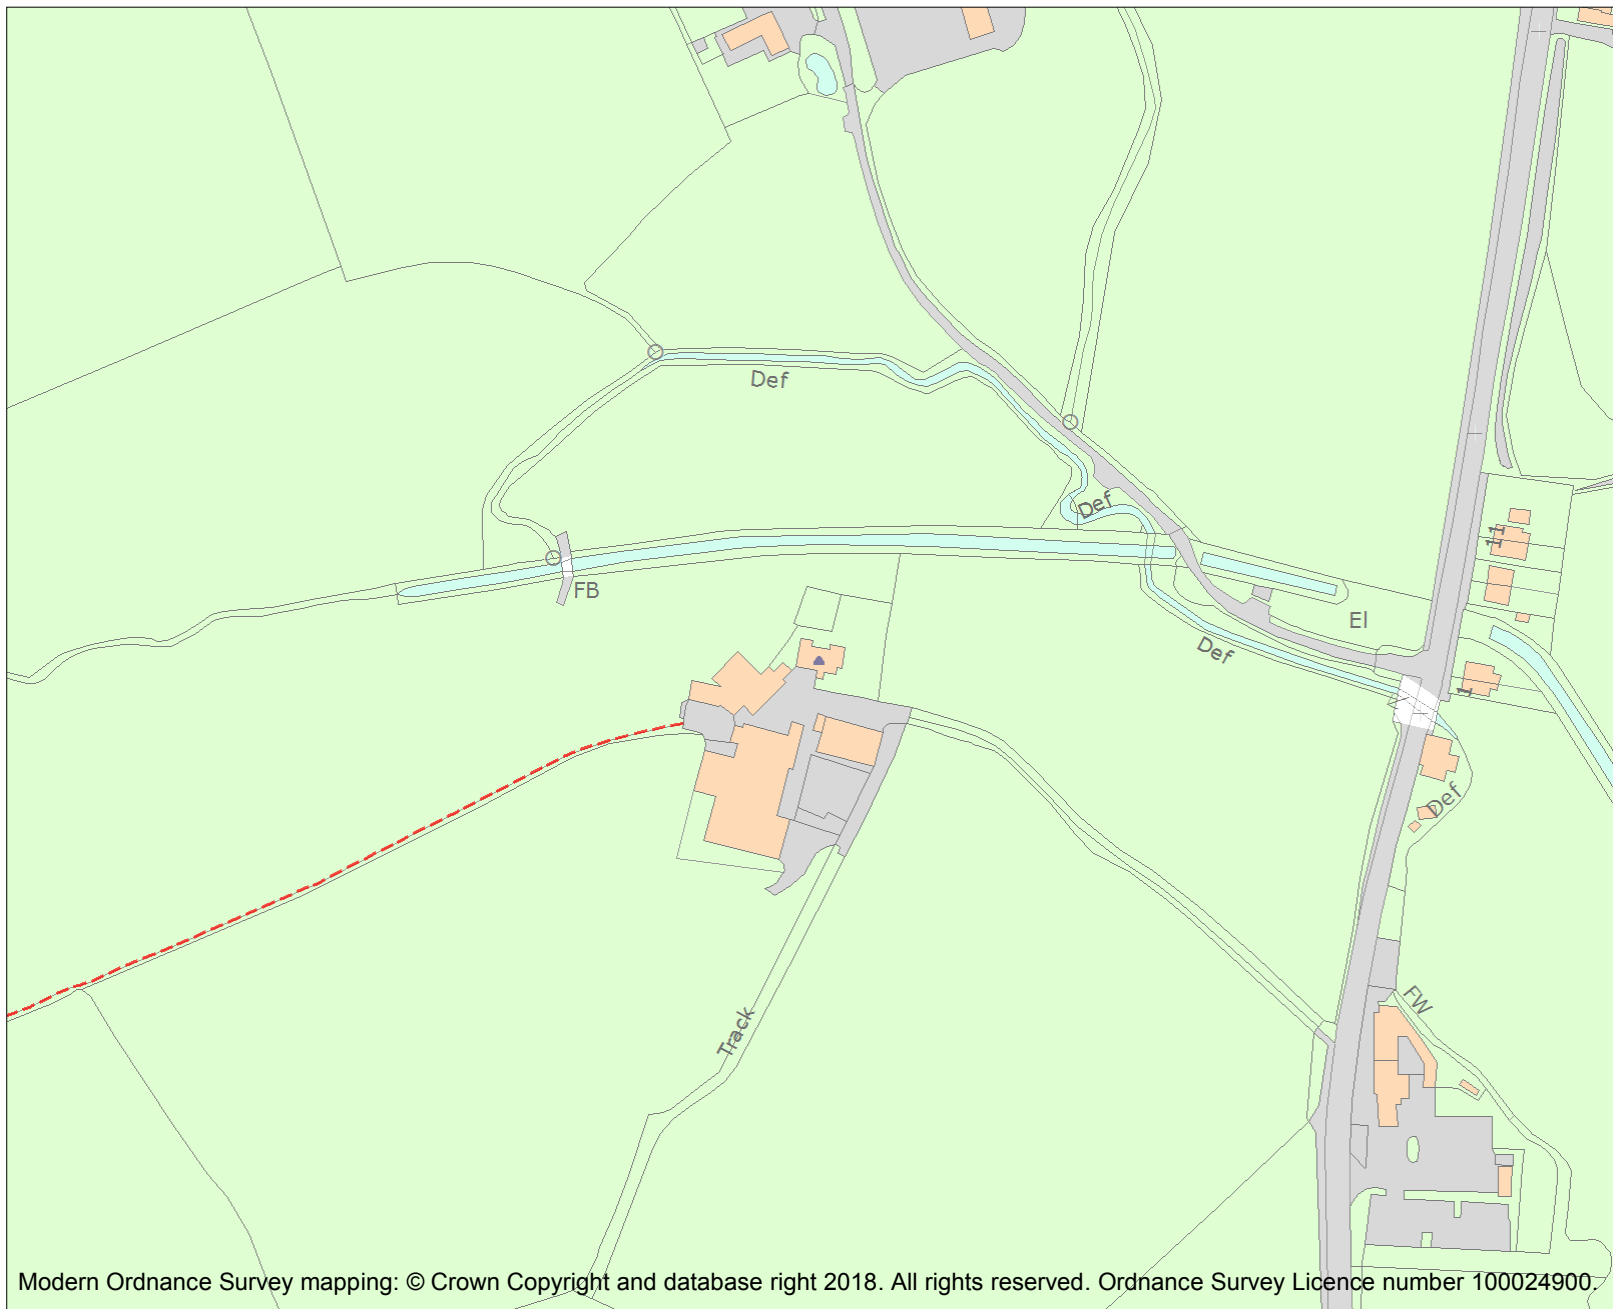 Def
Def
11
FB
El
Def
1
Def
FW
Track
Modern Ordnance Survey mapping: © Crown Copyright and database right 2018. All rights reserved. Ordnance Survey Licence number 100024900.